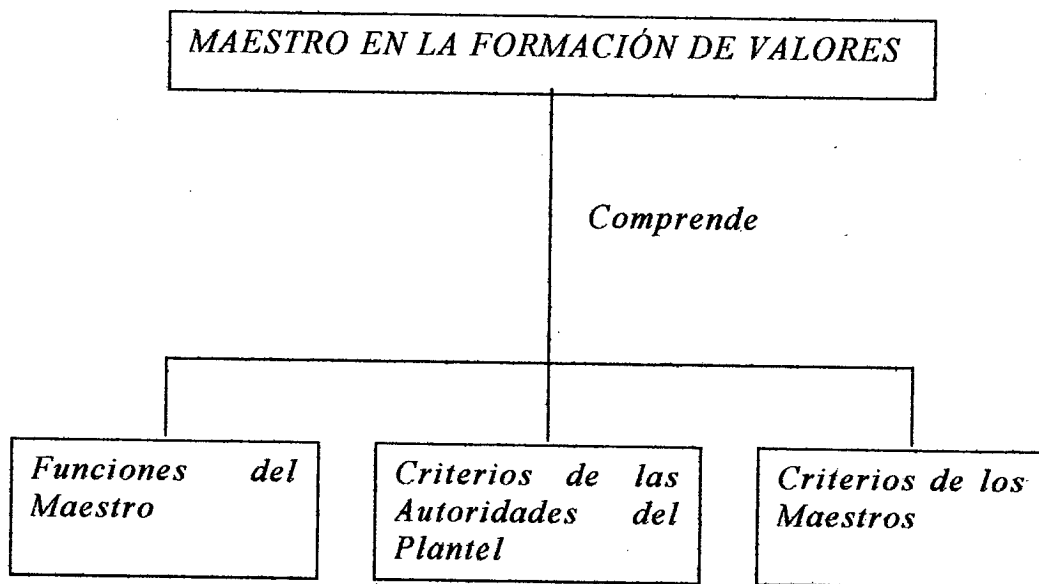 MAESTRO EN LA FORMACIÓN DE VALORES
Comprende
Funciones del
Maestro
Criterios de las
Autoridades del
Plantel
Criterios de los
Maestros